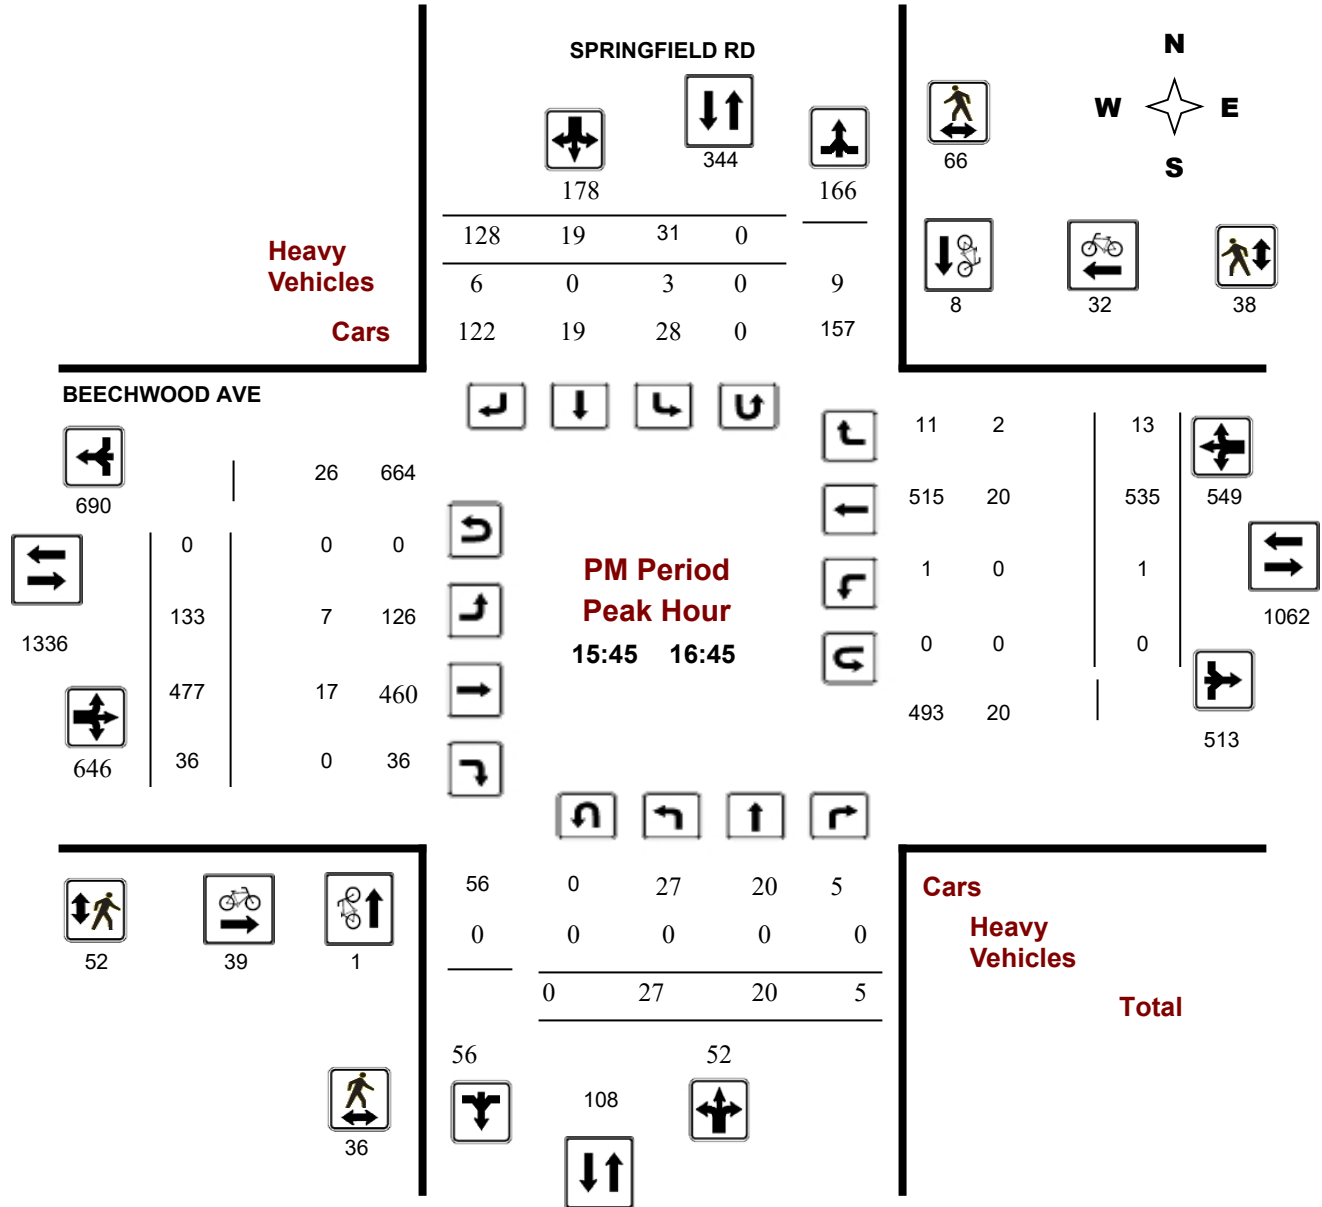 SPRINGFIELD RD
N
W E
S
344
66
178 166
128 19 31 0
Heavy
Vehicles
6 0 3 0 9
8 32 38
Cars
122 19 28 0 157
BEECHWOOD AVE
11 2 13
26 664
690
515 20 535 549
0 0 0
PM Period
1 0 1
Peak Hour
133 7 126
1062
1336
15:45 16:45
0 0 0
477 17 460
493 20
513
646 36 0 36
56 0 27 20 5
Cars
0 0 0 0 0
Heavy
Vehicles
52 39 1
0 27 20 5
Total
56 52
108
36